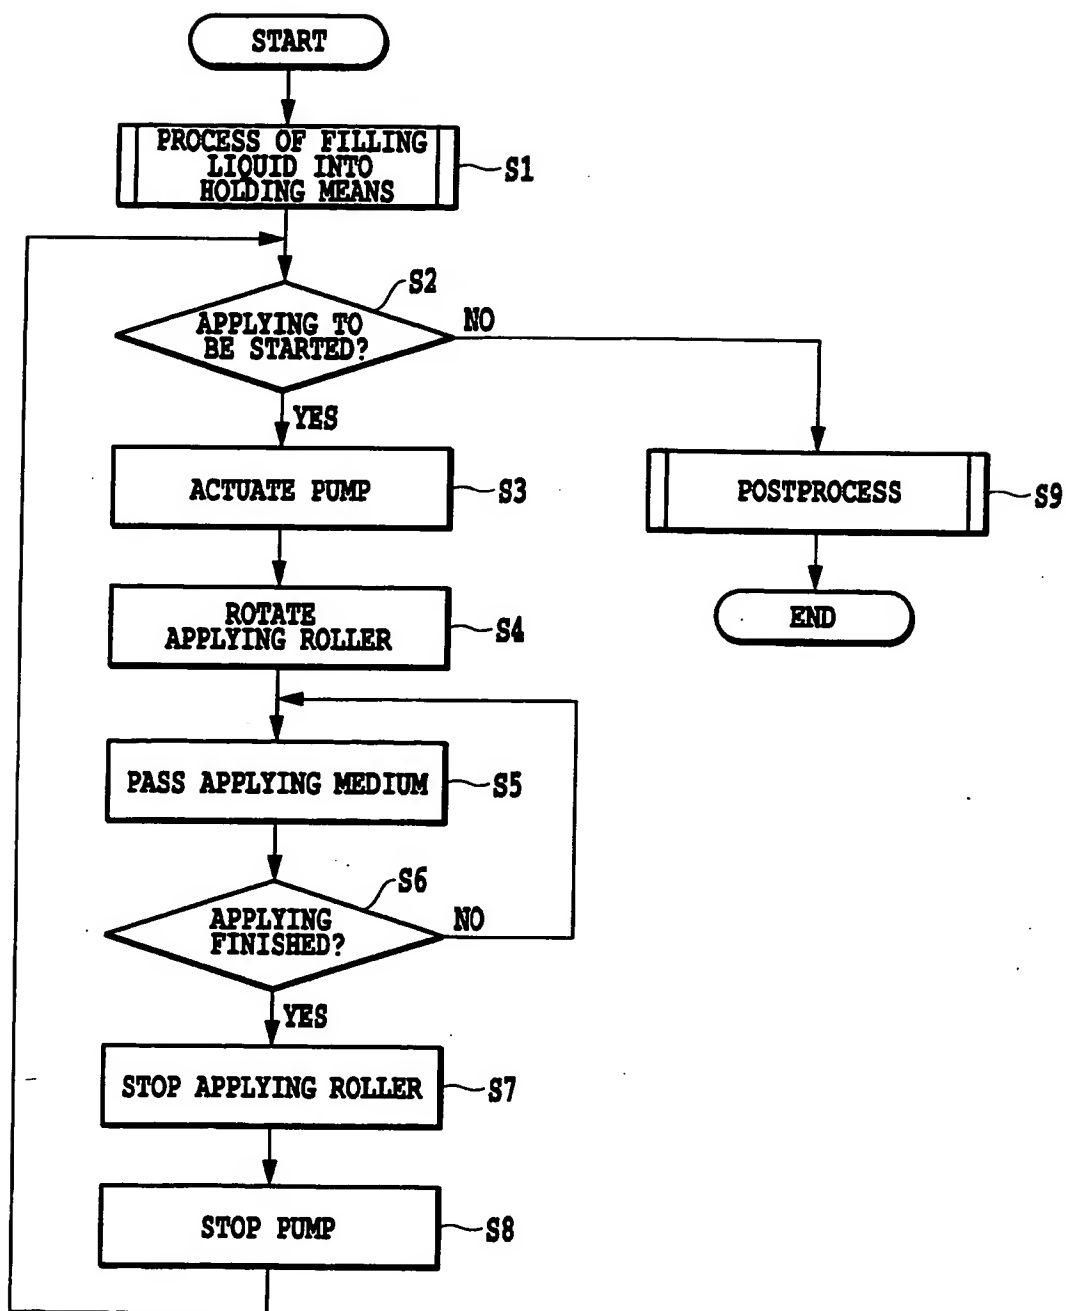 START
PROCESS OF FILLING
LIQUID INTO
HOLDING MEANS
S1
S2
APPLYING TO
BE STARTED?
NO
YES
ACTUATE PUMP
S3
POSTPROCESS
S9
ROTATE
APPLYING ROLLER
S4
END
PASS APPLYING MEDIUM
S5
S6
APPLYING
FINISHED?
NO
YES
STOP APPLYING ROLLER
S7
STOP PUMP
S8